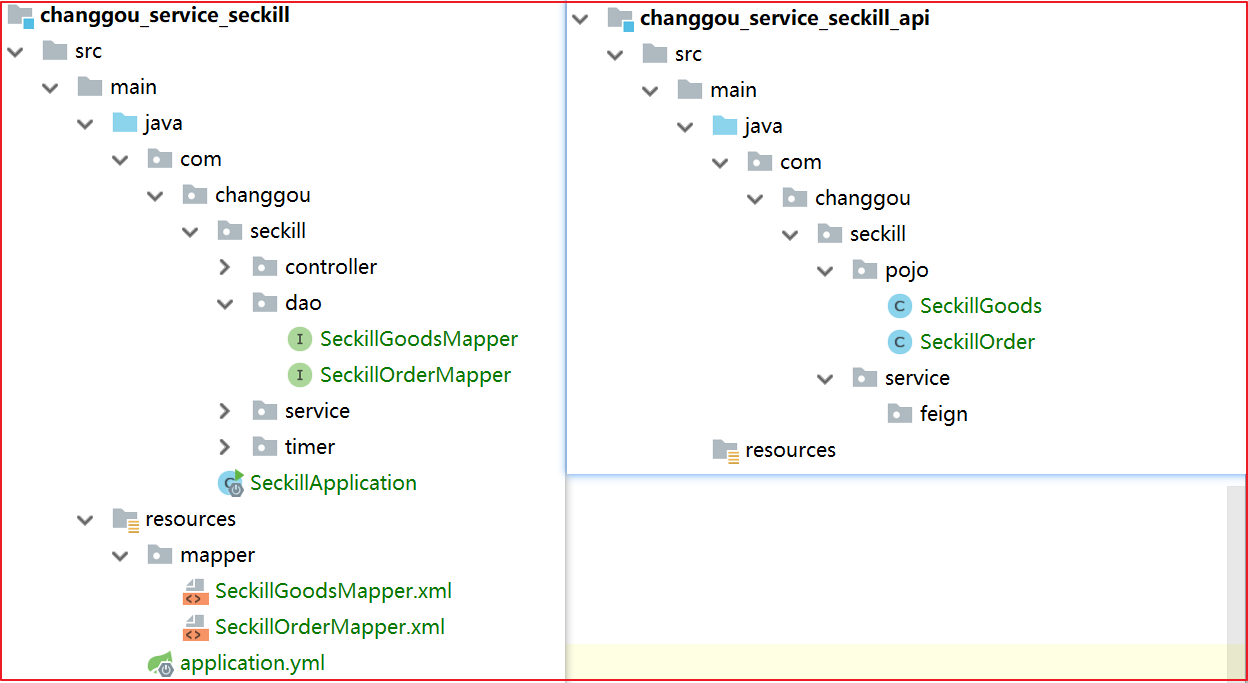 changgou_service_seckill
src
main
java
com
changgou
seckill
controller
dao
SeckillGoodsMapper
SeckillOrderMapper
service
timer
SeckillApplication
resources
mapper
SeckillGoodsMapper.xml
SeckillOrderMapper.xml
application.yml
changgou_service_seckill_api
src
main
java
com
changgou
seckill
pojo
SeckillGoods
SeckillOrder
service
feign
resources